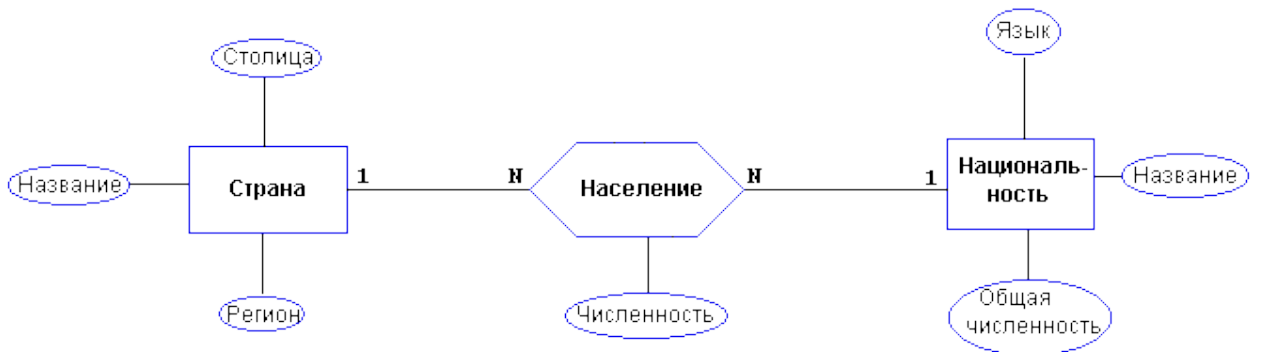 Язык
Столица
Название
Страна
1
N
Население
N
1
Националь-
ность
Название
Регион
Численность
Общая
численность